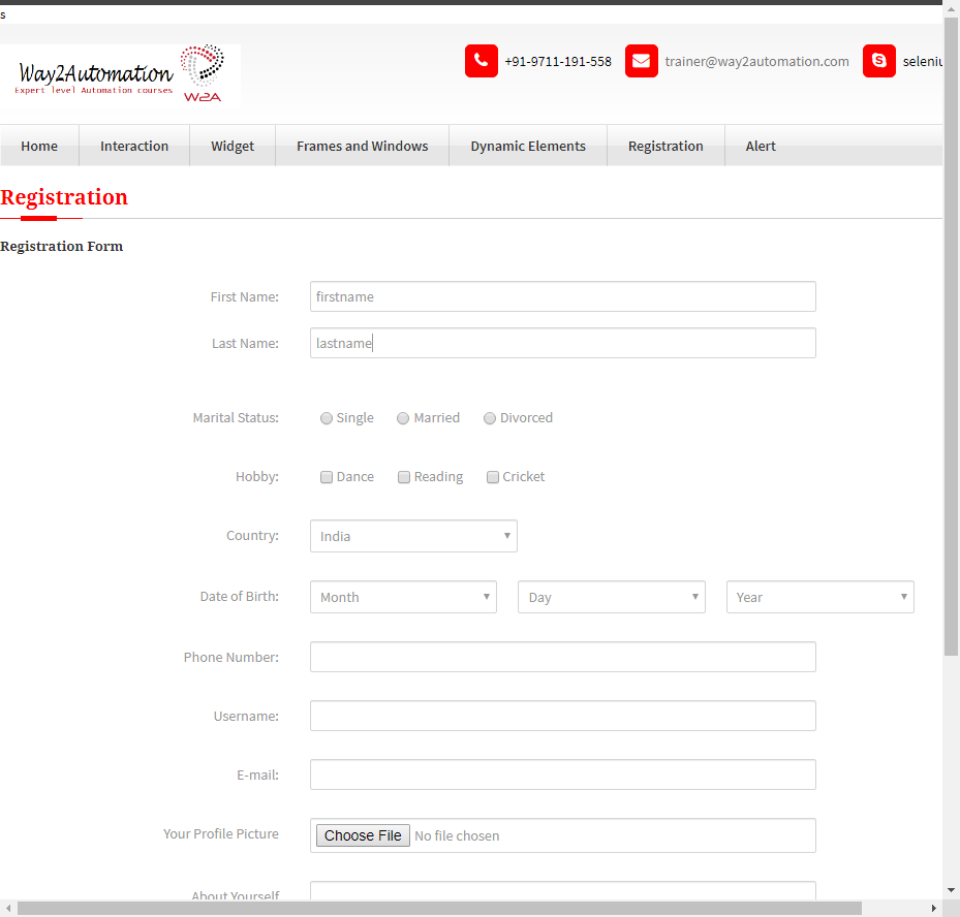 s
Way2Automation
Expert level Automation courses
W2A
+91-9711-191-558 trainer@way2automation.com seleniu
Home Interaction Widget Frames and Windows Dynamic Elements Registration Alert
Registration
Registration Form
First Name: firstname
Last Name: lastname
Marital Status: Single Married Divorced
Hobby: Dance Reading Cricket
Country: India
Date of Birth: Month Day Year
Phone Number:
Username:
E-mail:
Your Profile Picture Choose File No file chosen
About Yourself